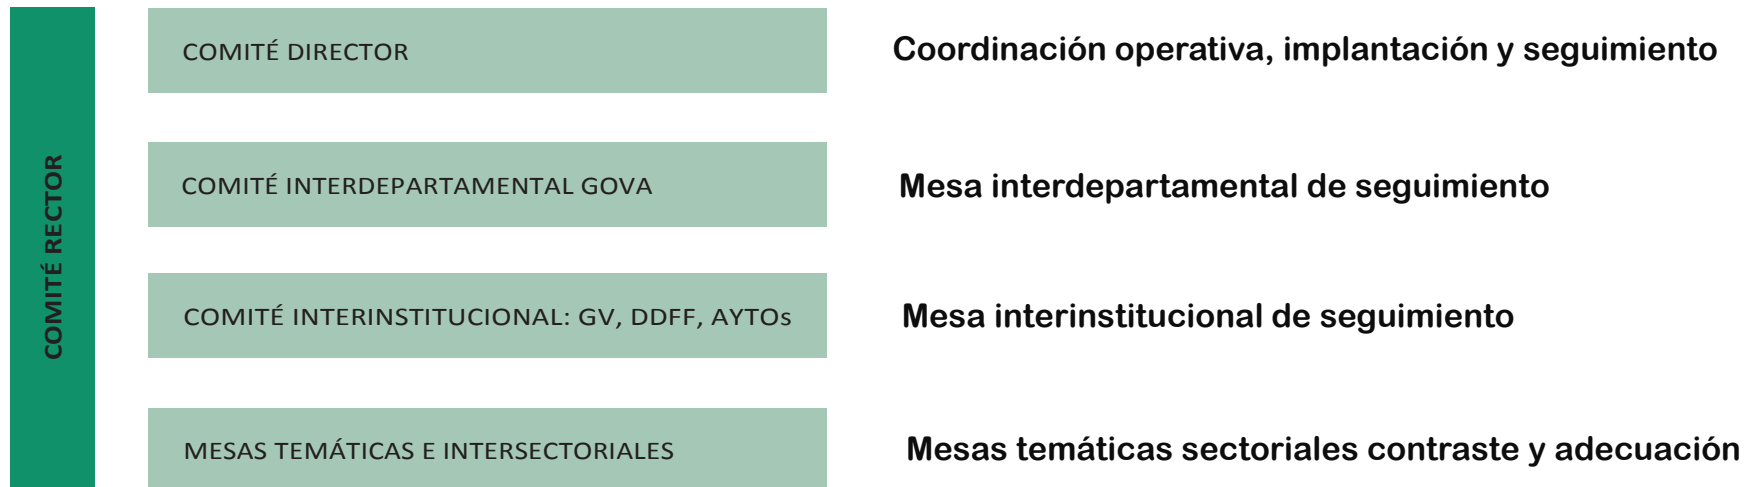 COMITÉ RECTOR
COMITÉ DIRECTOR
Coordinación operativa, implantación y seguimiento
COMITÉ INTERDEPARTAMENTAL GOVA
Mesa interdepartamental de seguimiento
COMITÉ INTERINSTITUCIONAL: GV, DDFF, AYTOs
Mesa interinstitucional de seguimiento
MESAS TEMÁTICAS E INTERSECTORIALES
Mesas temáticas sectoriales contraste y adecuación